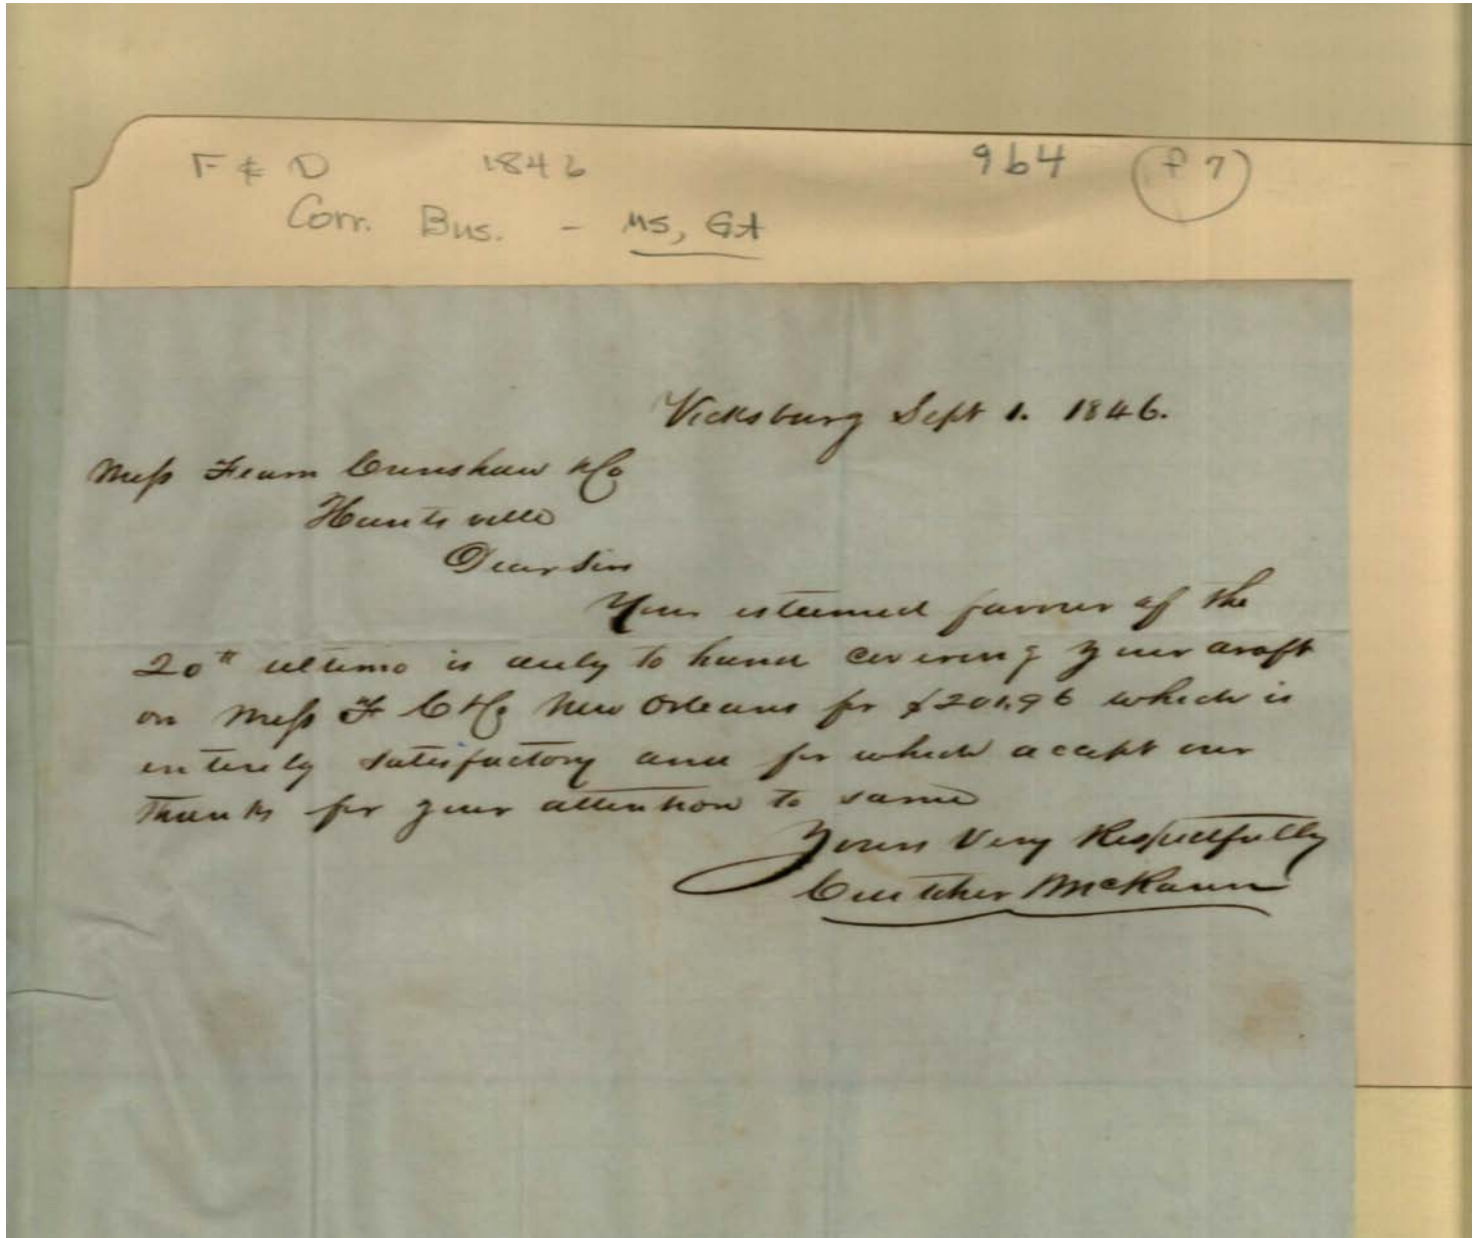 F & D 1846 964 f 7
Corr. Bus. - MS, GA
Vicksburg Sept 1. 1846.
Mess Fearn Crenshaw & Co
Huntsville
Dear Sirs
Your esteemed favour of the
20th ultimo is duly to hand covering your draft
on Mess F C & Co New Orleans for $201.96 which is
entirely satisfactory and for which accept our
thanks for your attention to same
Yours Very Respectfully
McKann